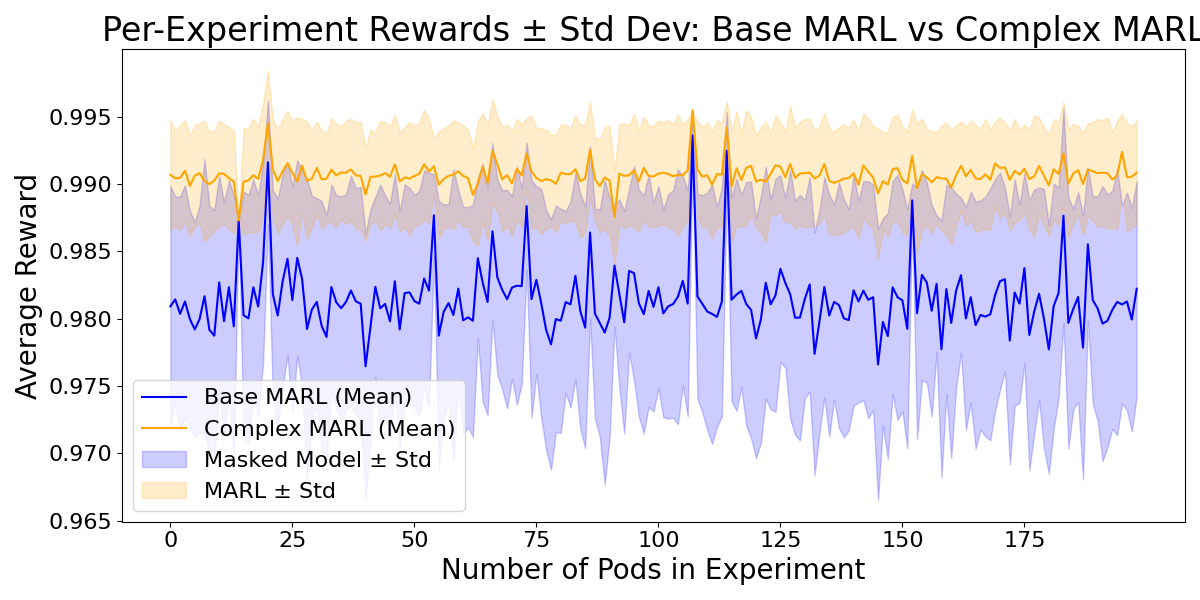 Per-Experiment Rewards ± Std Dev: Base MARL vs Complex MARL
Average Reward
0.995
0.990
0.985
0.980
0.975
0.970
0.965
Base MARL (Mean)
Complex MARL (Mean)
Masked Model ± Std
MARL ± Std
0 25 50 75 100 125 150 175
Number of Pods in Experiment